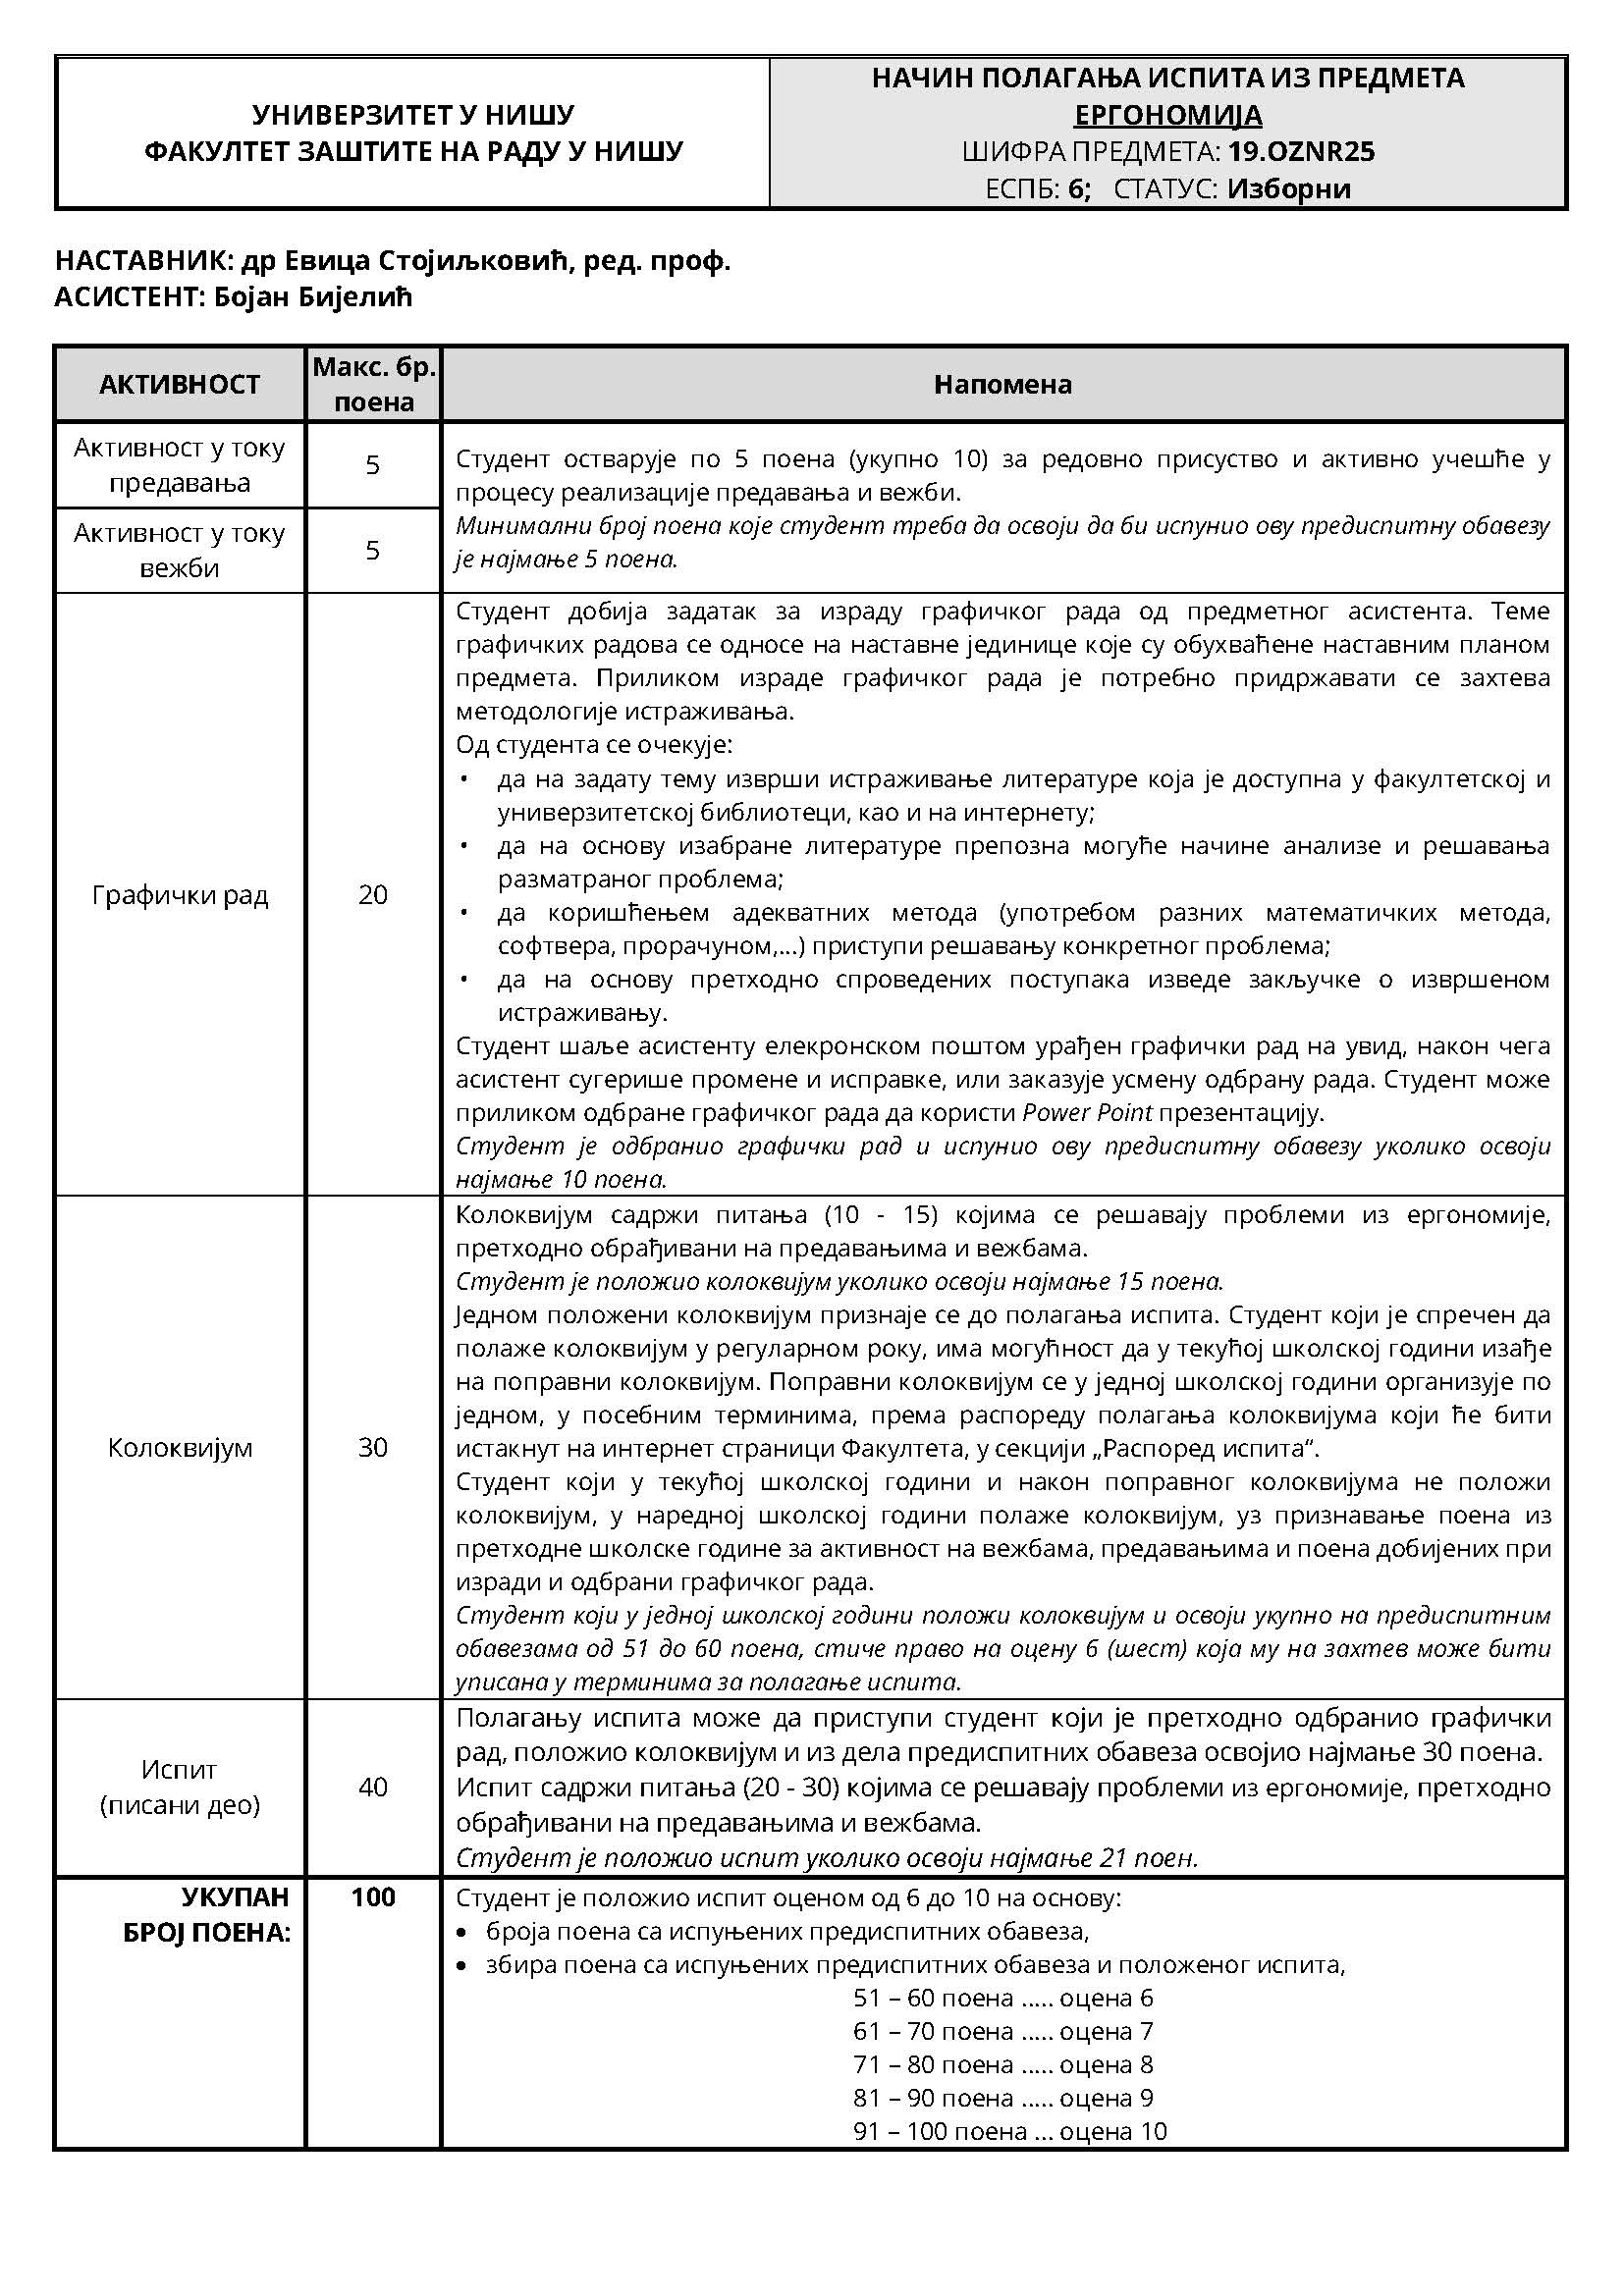 УНИВЕРЗИТЕТ У НИШУ
ФАКУЛТЕТ ЗАШТИТЕ НА РАДУ У НИШУ
НАЧИН ПОЛАГАЊА ИСПИТА ИЗ ПРЕДМЕТА
ЕРГОНОМИЈА
ШИФРА ПРЕДМЕТА: 19.OZNR25
ЕСПБ: 6; СТАТУС: Изборни
НАСТАВНИК: др Евица Стојиљковић, ред. проф.
АСИСТЕНТ: Бојан Бијелић
АКТИВНОСТ
Макс. бр.
поена
Напомена
Активност у току
предавања
5
Активност у току
вежби
5
Студент остварује по 5 поена (укупно 10) за редовно присуство и активно учешће у
процесу реализације предавања и вежби.
Минимални број поена које студент треба да освоји да би испунио ову предиспитну обавезу
је најмање 5 поена.
Графички рад
20
Студент добија задатак за израду графичког рада од предметног асистента. Теме
графичких радова се односе на наставне јединице које су обухваћене наставним планом
предмета. Приликом израде графичког рада је потребно придржавати се захтева
методологије истраживања.
Од студента се очекује:
• да на задату тему изврши истраживање литературе која је доступна у факултетској и
универзитетској библиотеци, као и на интернету;
• да на основу изабране литературе препозна могуће начине анализе и решавања
разматраног проблема;
• да коришћењем адекватних метода (употребом разних математичких метода,
софтвера, прорачуном,...) приступи решавању конкретног проблема;
• да на основу претходно спроведених поступака изведе закључке о извршеном
истраживању.
Студент шаље асистенту елекронском поштом урађен графички рад на увид, након чега
асистент сугерише промене и исправке, или заказује усмену одбрану рада. Студент може
приликом одбране графичког рада да користи Power Point презентацију.
Студент је одбранио графички рад и испунио ову предиспитну обавезу уколико освоји
најмање 10 поена.
Колоквијум
30
Колоквијум садржи питања (10 - 15) којима се решавају проблеми из ергономије,
претходно обрађивани на предавањима и вежбама.
Студент је положио колоквијум уколико освоји најмање 15 поена.
Једном положени колоквијум признаје се до полагања испита. Студент који је спречен да
полаже колоквијум у регуларном року, има могућност да у текућој школској години изађе
на поправни колоквијум. Поправни колоквијум се у једној школској години организује по
једном, у посебним терминима, према распореду полагања колоквијума који ће бити
истакнут на интернет страници Факултета, у секцији „Распоред испита“.
Студент који у текућој школској години и након поправног колоквијума не положи
колоквијум, у наредној школској години полаже колоквијум, уз признавање поена из
претходне школске године за активност на вежбама, предавањима и поена добијених при
изради и одбрани графичког рада.
Студент који у једној школској години положи колоквијум и освоји укупно на предиспитним
обавезама од 51 до 60 поена, стиче право на оцену 6 (шест) која му на захтев може бити
уписана у терминима за полагање испита.
Испит
(писани део)
40
Полагању испита може да приступи студент који је претходно одбранио графички
рад, положио колоквијум и из дела предиспитних обавеза освојио најмање 30 поена.
Испит садржи питања (20 - 30) којима се решавају проблеми из ергономије, претходно
обрађивани на предавањима и вежбама.
Студент је положио испит уколико освоји најмање 21 поен.
УКУПАН
БРОЈ ПОЕНА:
100
Студент је положио испит оценом од 6 до 10 на основу:
• броја поена са испуњених предиспитних обавеза,
• збира поена са испуњених предиспитних обавеза и положеног испита,
51 – 60 поена ..... оцена 6
61 – 70 поена ..... оцена 7
71 – 80 поена ..... оцена 8
81 – 90 поена ..... оцена 9
91 – 100 поена ... оцена 10